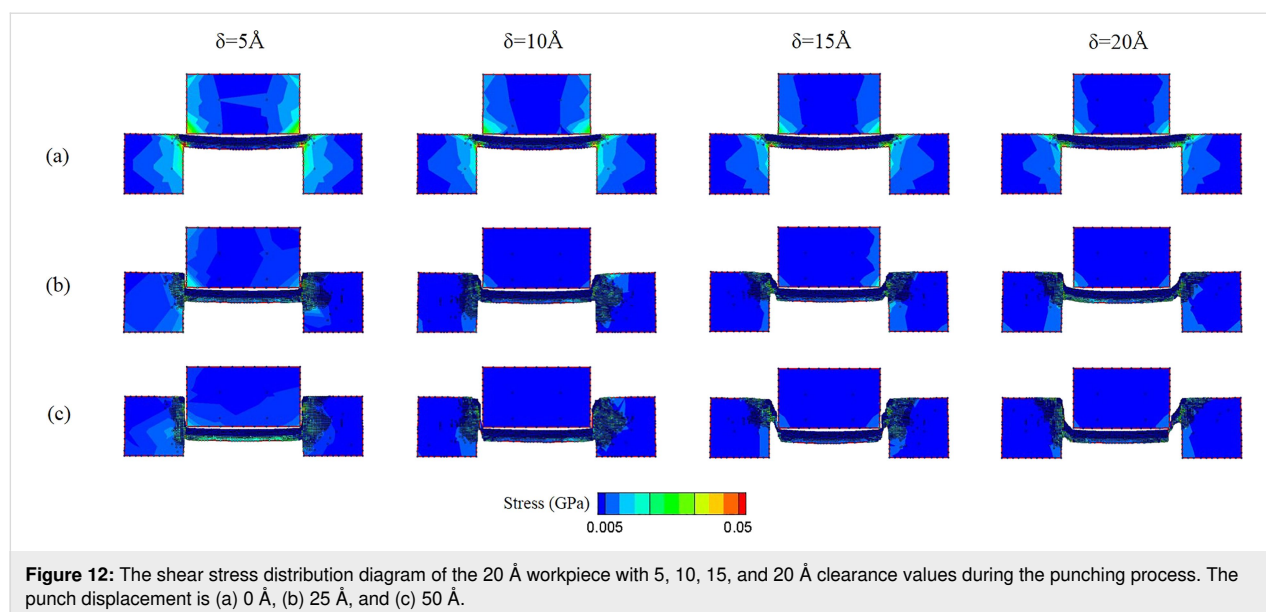 δ=5Å δ=10Å δ=15Å δ=20Å
(a)
(b)
(c)
Stress (GPa)
0.005 0.05
Figure 12: The shear stress distribution diagram of the 20 Å workpiece with 5, 10, 15, and 20 Å clearance values during the punching process. The
punch displacement is (a) 0 Å, (b) 25 Å, and (c) 50 Å.